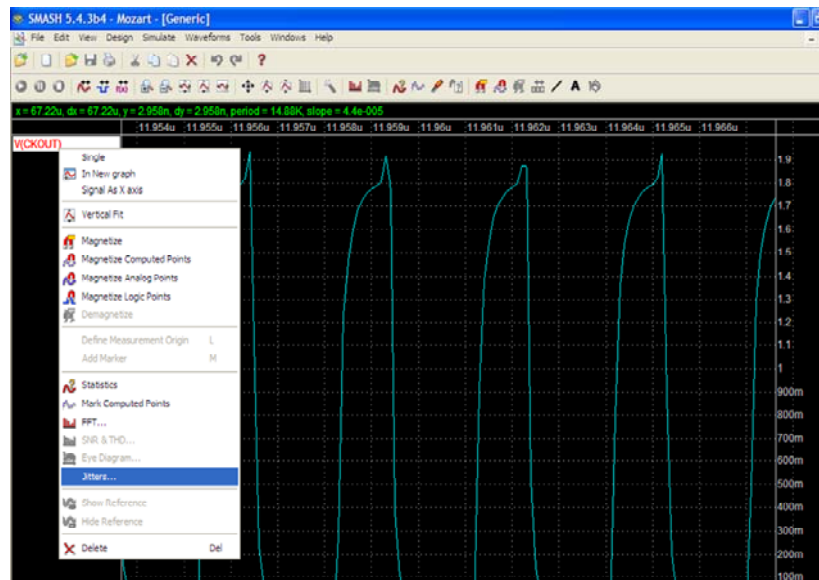 SMASH 5.4.3b4 - Mozart - [Generic]
File Edit View Design Simulate Waveforms Tools Windows Help
x = 67.22u, dx = 67.22u, y = 2.958n, dy = 2.958n, period = 14.88K, slope = 4.4e-005
11.954u 11.955u 11.956u 11.957u 11.958u 11.959u 11.96u 11.961u 11.962u 11.963u 11.964u 11.965u 11.966u
V(CKOUT)
Single
In New graph
Signal As X axis
Vertical Fit
Magnetize
Magnetize Computed Points
Magnetize Analog Points
Magnetize Logic Points
Demagnetize
Define Measurement Origin L
Add Marker M
Statistics
Mark Computed Points
FFT...
SNR & THD...
Eye Diagram...
Jitters...
Show Reference
Hide Reference
Delete Del
1.9
1.8
1.7
1.6
1.5
1.4
1.3
1.2
1.1
1
900m
800m
700m
600m
500m
400m
300m
200m
100m